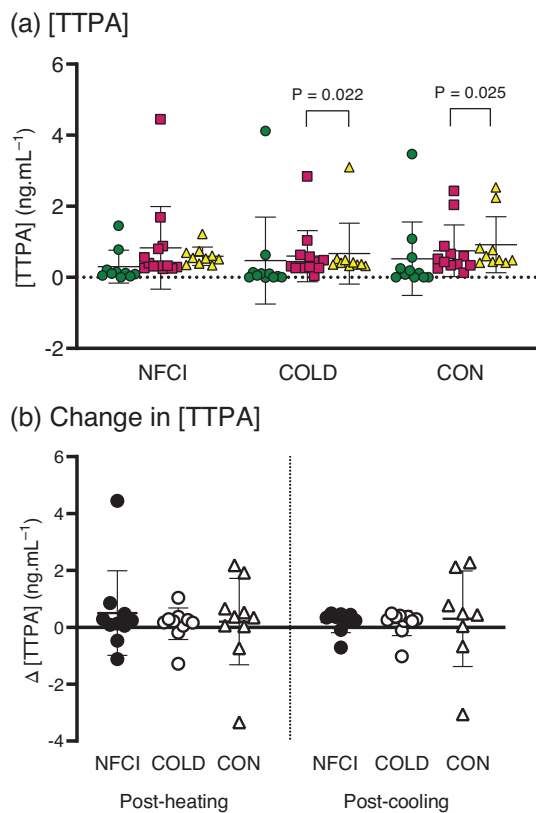 (a) [TTPA]
6
4
2
0
-2
[TTPA] (ng.mL⁻¹)
P = 0.022
P = 0.025
NFCI COLD CON
(b) Change in [TTPA]
6
4
2
0
-2
-4
Δ [TTPA] (ng.mL⁻¹)
NFCI COLD CON NFCI COLD CON
Post-heating Post-cooling